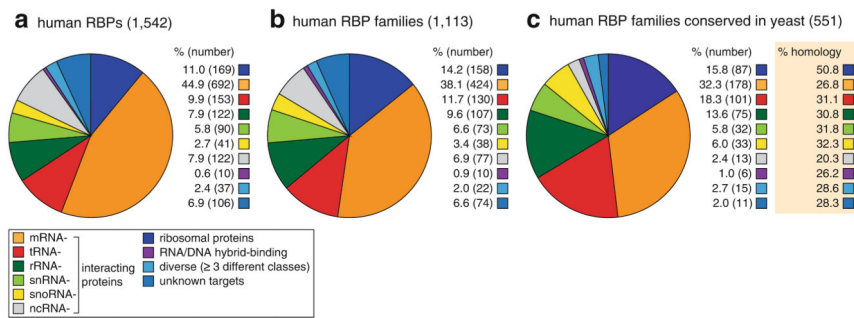 a human RBPs (1,542)
% (number)
11.0 (169)
44.9 (692)
9.9 (153)
7.9 (122)
5.8 (90)
2.7 (41)
7.9 (122)
0.6 (10)
2.4 (37)
6.9 (106)
b human RBP families (1,113)
% (number)
14.2 (158)
38.1 (424)
11.7 (130)
9.6 (107)
6.6 (73)
3.4 (38)
6.9 (77)
0.9 (10)
2.0 (22)
6.6 (74)
c human RBP families conserved in yeast (551)
% (number)
15.8 (87)
32.3 (178)
18.3 (101)
13.6 (75)
5.8 (32)
6.0 (33)
2.4 (13)
1.0 (6)
2.7 (15)
2.0 (11)
% homology
50.8
26.8
31.1
30.8
31.8
32.3
20.3
26.2
28.6
28.3
mRNA-
tRNA-
rRNA-
snRNA-
snoRNA-
ncRNA-
interacting
proteins
ribosomal proteins
RNA/DNA hybrid-binding
diverse (≥ 3 different classes)
unknown targets